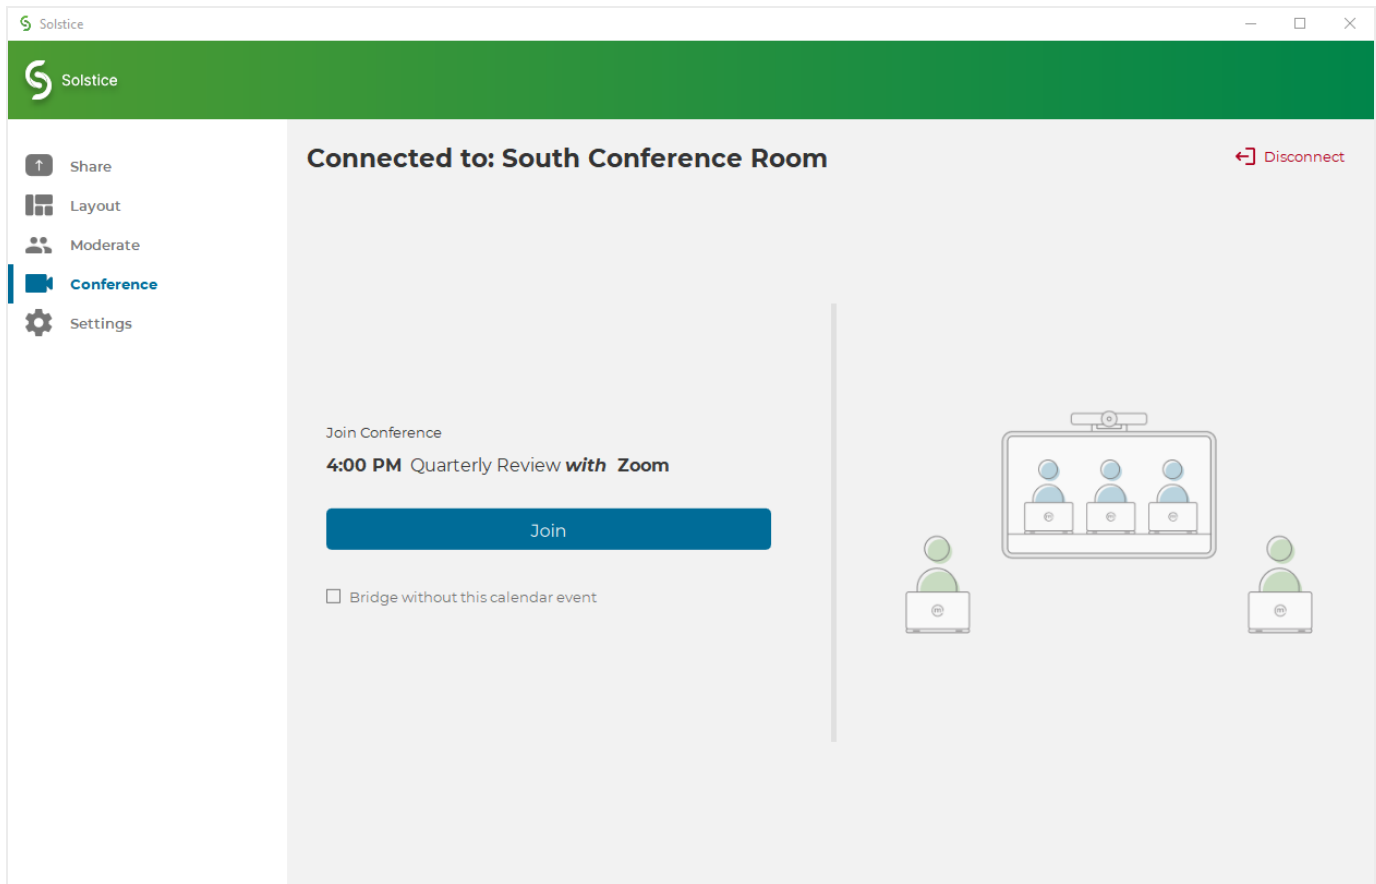 Solstice
Solstice
Share
Layout
Moderate
Conference
Settings
Connected to: South Conference Room
Disconnect
Join Conference
4:00 PM Quarterly Review with Zoom
Join
Bridge without this calendar event